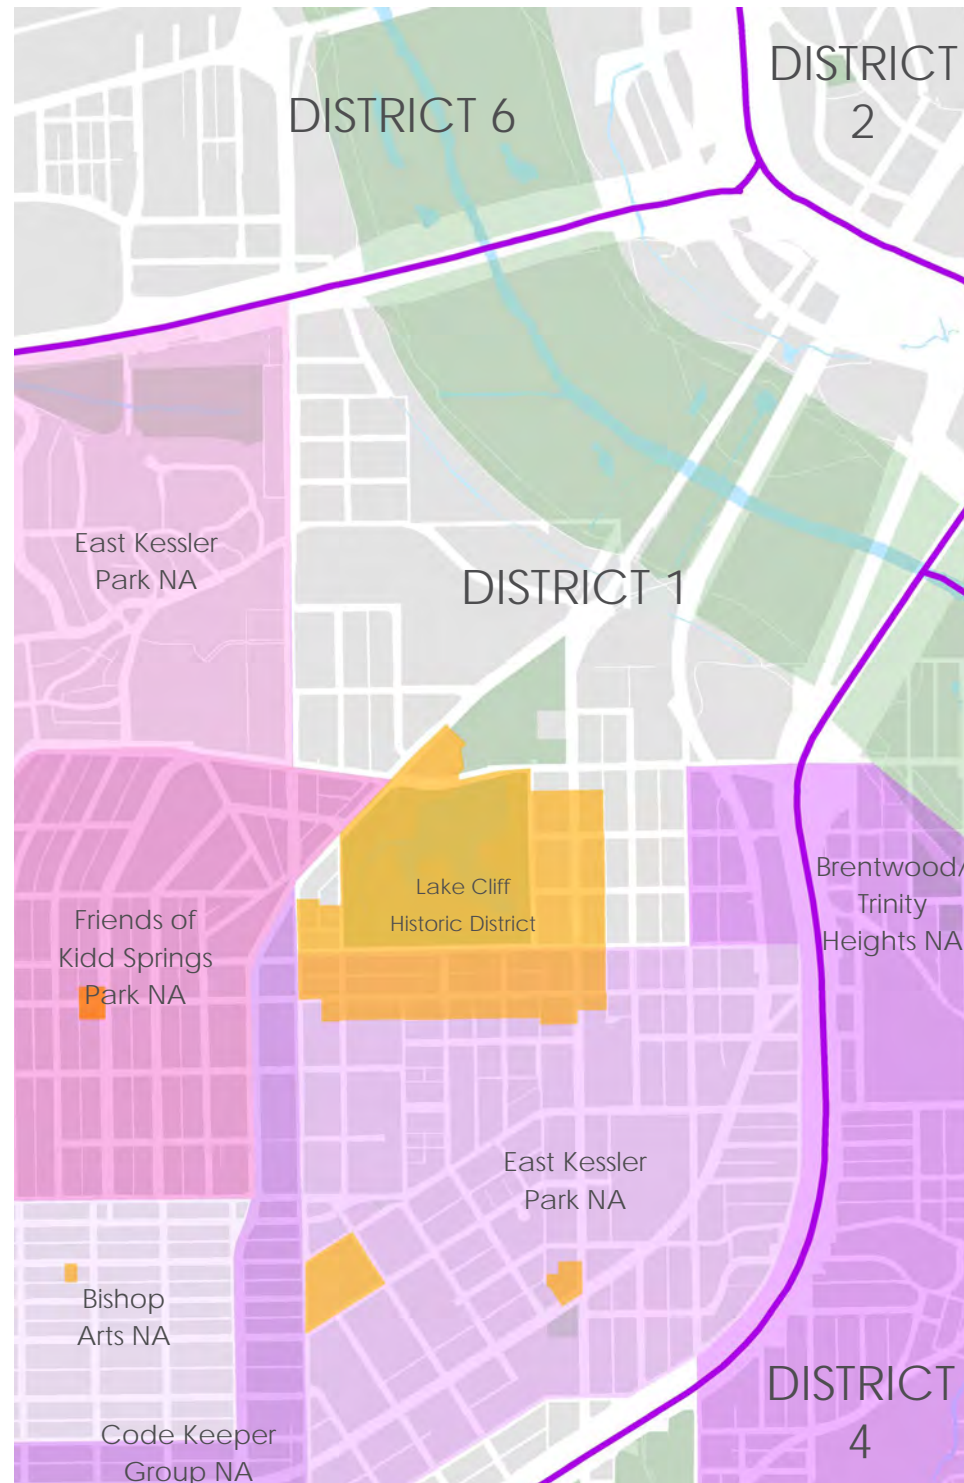 DISTRICT
2
DISTRICT 6
East Kessler
Park NA
DISTRICT 1
Lake Cliff
Historic District
Brentwood/
Trinity
Heights NA
Friends of
Kidd Springs
Park NA
East Kessler
Park NA
Bishop
Arts NA
DISTRICT
4
Code Keeper
Group NA